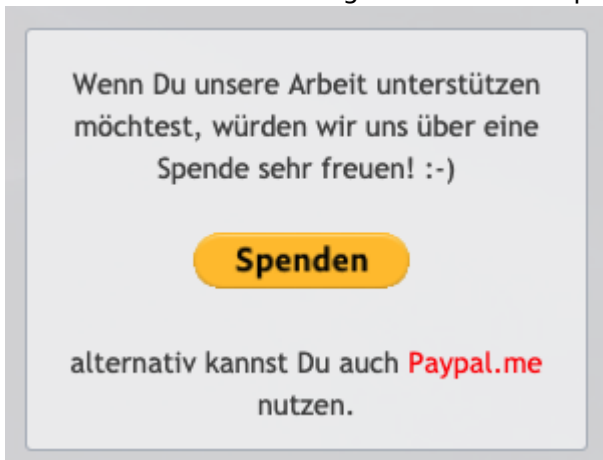 Wenn Du unsere Arbeit unterstützen
möchtest, würden wir uns über eine
Spende sehr freuen! :-)
Spenden
alternativ kannst Du auch Paypal.me
nutzen.